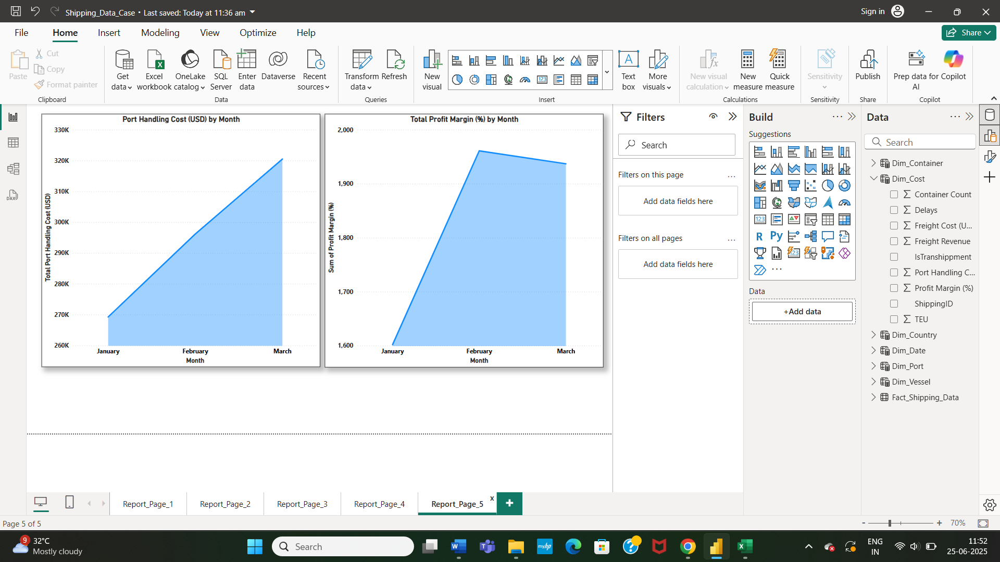 Shipping_Data_Case • Last saved: Today at 11:36 am
Sign in
File Home Insert Modeling View Optimize Help
Share
Paste
Cut
Copy
Format painter
Clipboard
Get data
Excel workbook
OneLake catalog
SQL Server
Enter data
Dataverse
Recent sources
Data
Transform data
Refresh
Queries
New visual
Text box
More visuals
Insert
New visual calculation
New measure
Quick measure
Calculations
Sensitivity
Sensitivity
Publish
Share
Prep data for AI
Copilot
Copilot
Port Handling Cost (USD) by Month
Total Port Handling Cost (USD)
330K
320K
310K
300K
290K
280K
270K
260K
January February March
Month
Total Profit Margin (%) by Month
Sum of Profit Margin (%)
2,000
1,900
1,800
1,700
1,600
January February March
Month
Filters
Search
Filters on this page
Add data fields here
Filters on all pages
Add data fields here
Build
Suggestions
123
R Py
123
Data
+Add data
Data
Search
Dim_Container
Dim_Cost
Container Count
Delays
Freight Cost (U...
Freight Revenue
IsTranshippment
Port Handling C...
Profit Margin (%)
ShippingID
TEU
Dim_Country
Dim_Date
Dim_Port
Dim_Vessel
Fact_Shipping_Data
DAX
Report_Page_1
Report_Page_2
Report_Page_3
Report_Page_4
Report_Page_5 x
Page 5 of 5
- + 70%
9
32°C
Mostly cloudy
Search
myhp
ENG
IN
11:52
25-06-2025